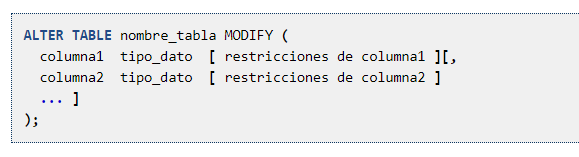 ALTER TABLE nombre_tabla MODIFY (
  columna1  tipo_dato  [ restricciones de columna1 ][,
  columna2  tipo_dato  [ restricciones de columna2 ]
  ... ]
);